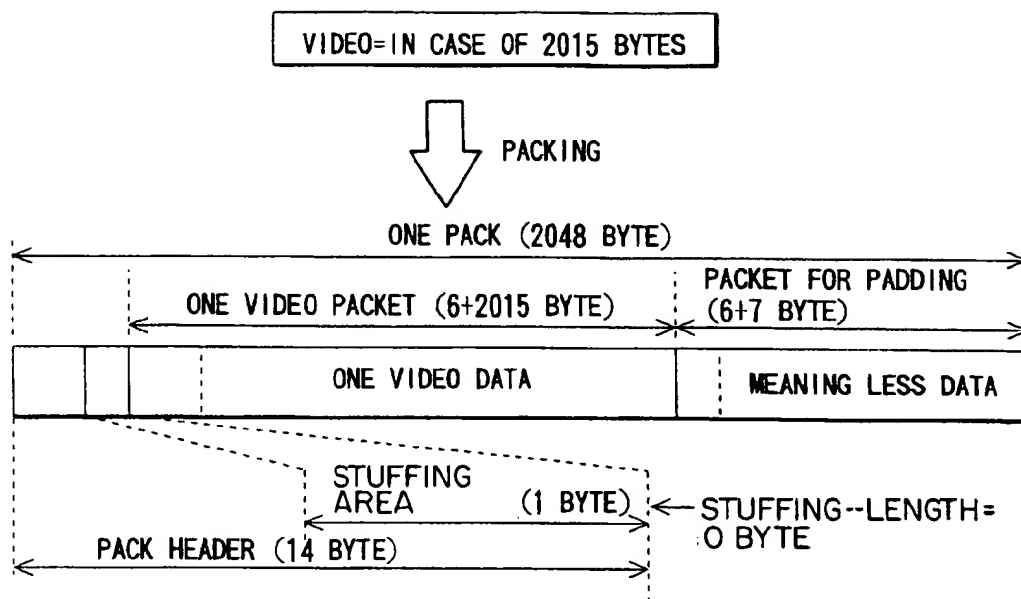 VIDEO=IN CASE OF 2015 BYTES
PACKING
ONE PACK (2048 BYTE)
PACKET FOR PADDING
(6+7 BYTE)
ONE VIDEO PACKET (6+2015 BYTE)
ONE VIDEO DATA
MEANING LESS DATA
STUFFING
AREA
(1 BYTE)
STUFFING--LENGTH=
0 BYTE
PACK HEADER (14 BYTE)